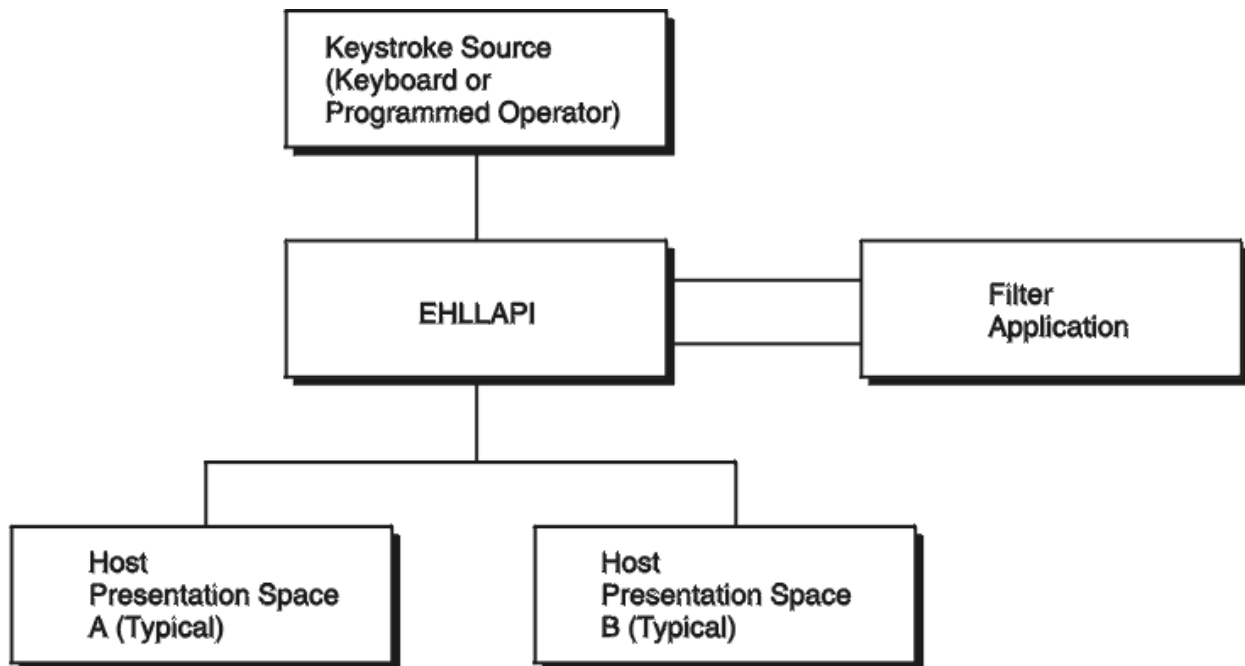 Keystroke Source
(Keyboard or
Programmed Operator)
EHLLAPI
Filter
Application
Host
Presentation Space
A (Typical)
Host
Presentation Space
B (Typical)